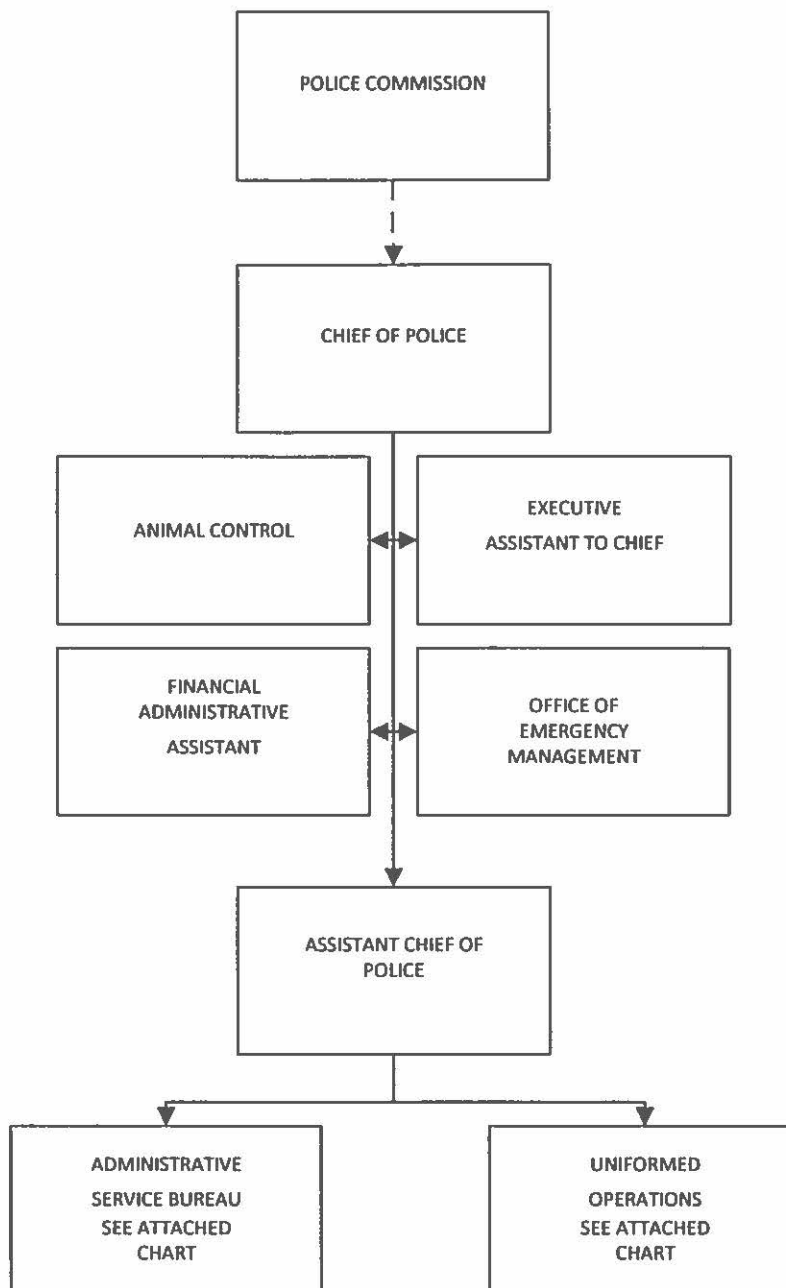 POLICE COMMISSION
CHIEF OF POLICE
ANIMAL CONTROL
EXECUTIVE
ASSISTANT TO CHIEF
FINANCIAL
ADMINISTRATIVE
ASSISTANT
OFFICE OF
EMERGENCY
MANAGEMENT
ASSISTANT CHIEF OF
POLICE
ADMINISTRATIVE
SERVICE BUREAU
SEE ATTACHED
CHART
UNIFORMED
OPERATIONS
SEE ATTACHED
CHART